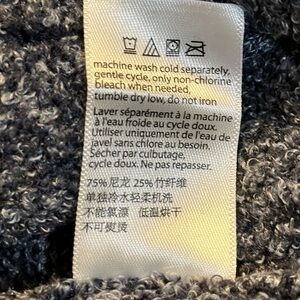 machine wash cold separately,
gentle cycle, only non-chlorine
bleach when needed,
tumble dry low, do not iron
Laver séparément à la machine
à l'eau froide au cycle doux.
Utiliser uniquement de l'eau de
javel sans chlore au besoin.
Sécher par culbutage,
cycle doux. Ne pas repasser.
75% 尼龙 25% 竹纤维
单独冷水轻柔机洗
不能氯漂 低温烘干
不可熨烫